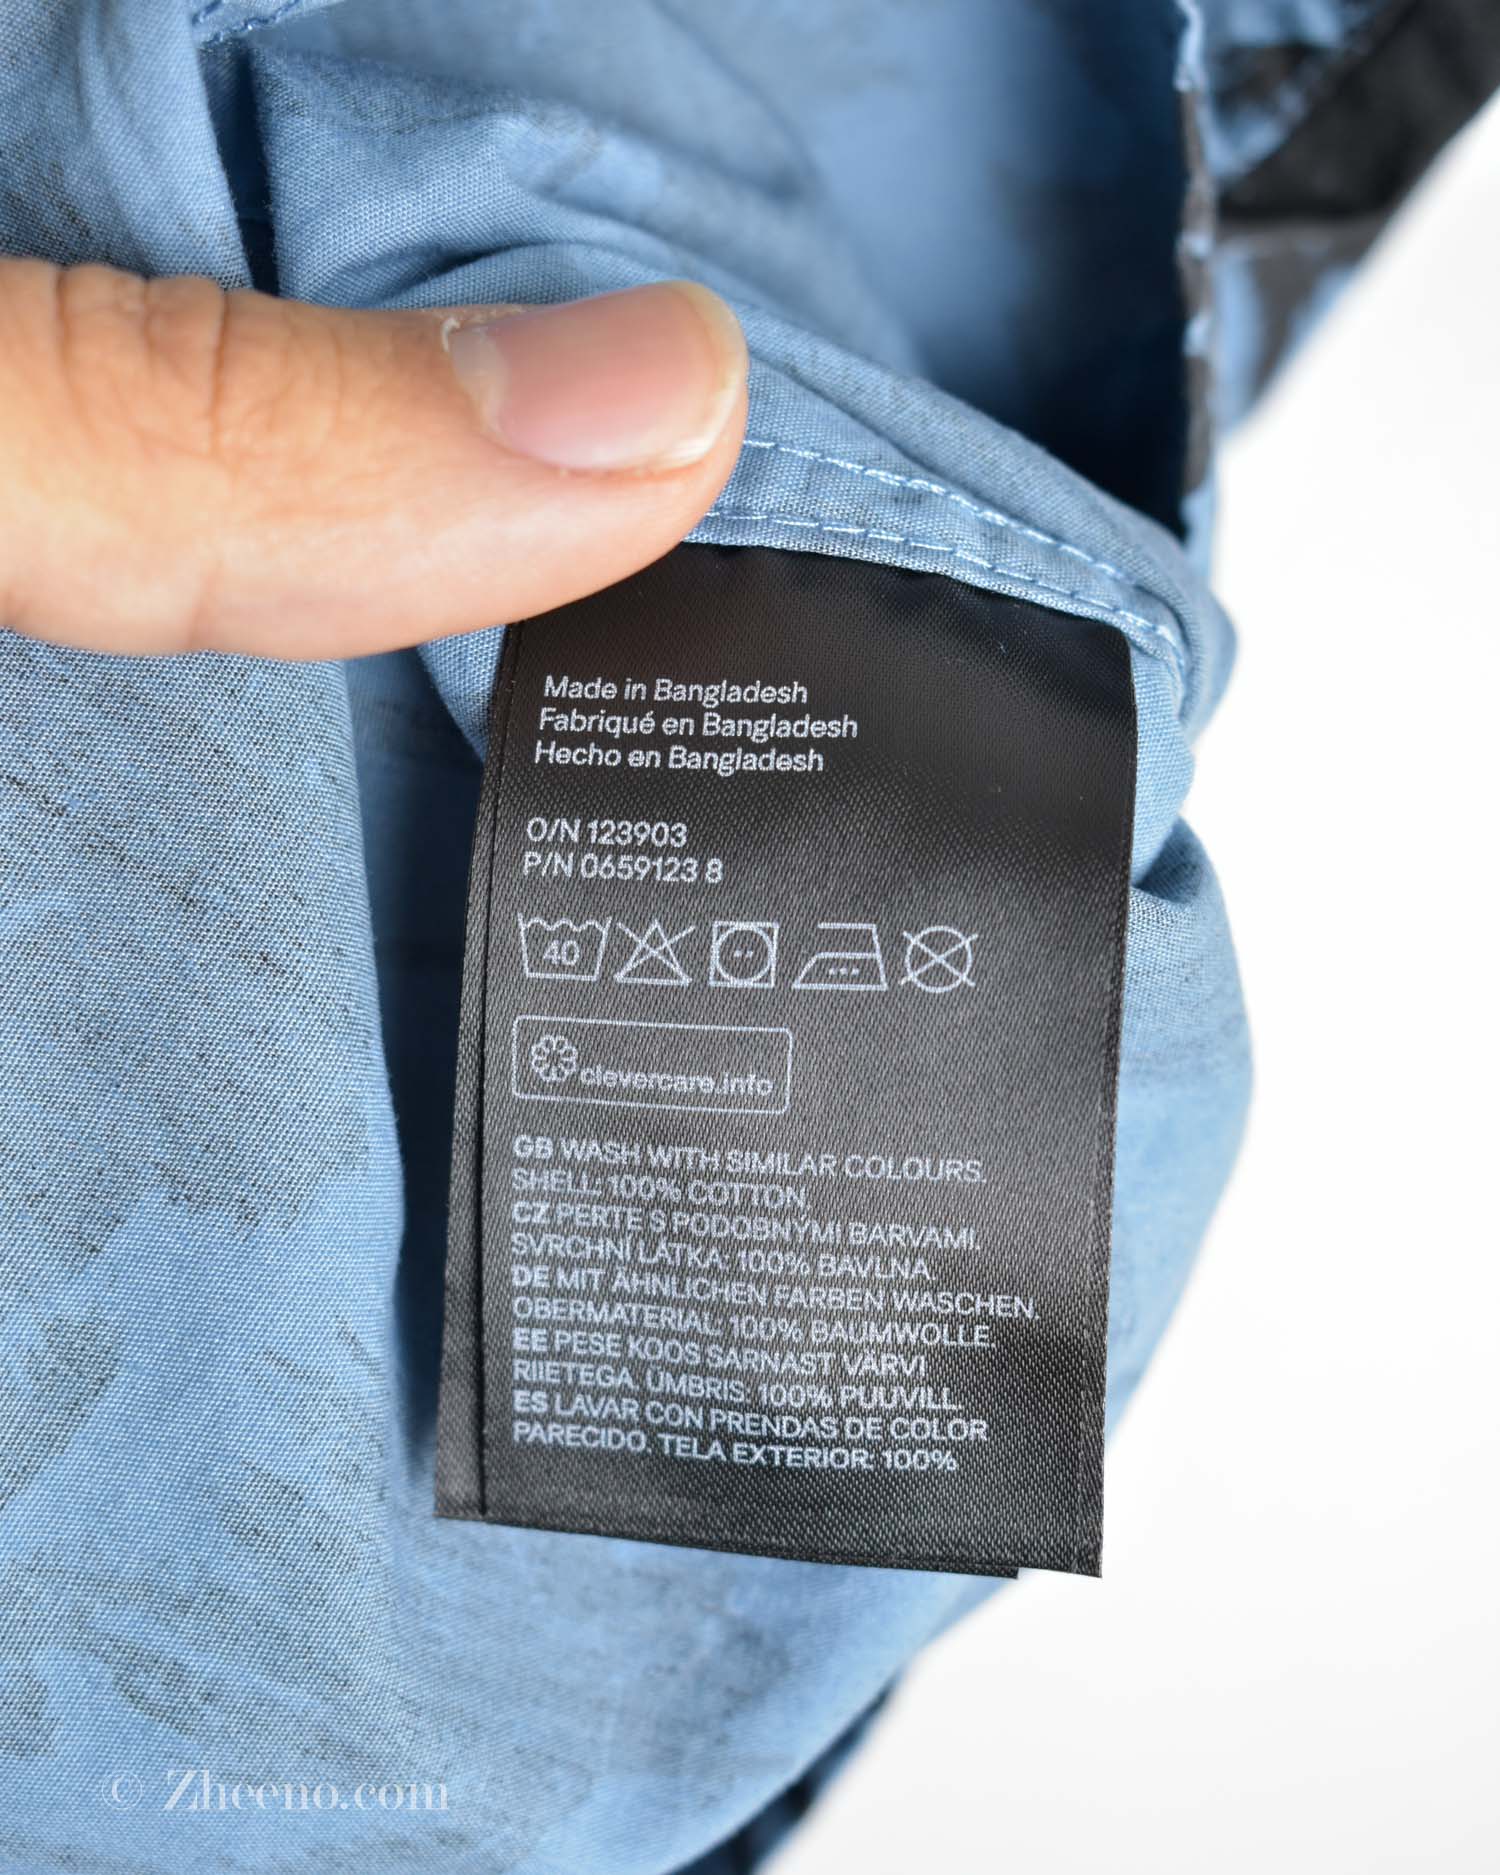 Made in Bangladesh
Fabriqué en Bangladesh
Hecho en Bangladesh
O/N 123903
P/N 0659123 8
40
clevercare.info
GB WASH WITH SIMILAR COLOURS.
SHELL: 100% COTTON
CZ PERTE S PODOBNÝMI BARVAMI.
SVRCHNÍ LÁTKA: 100% BAVLNA
DE MIT ÄHNLICHEN FARBEN WASCHEN.
OBERMATERIAL: 100% BAUMWOLLE
EE PESE KOOS SARNAST VÄRVI
RIIETEGA. ÜMBRIS: 100% PUUVILL
ES LAVAR CON PRENDAS DE COLOR
PARECIDO. TELA EXTERIOR: 100%
© Zheeno.com